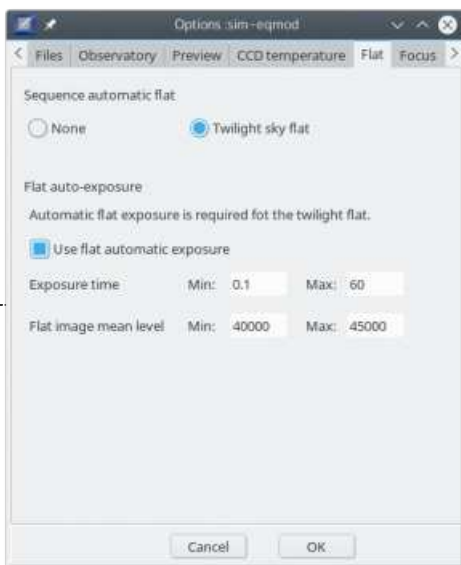 Options :sim-eqmod
Files Observatory Preview CCD temperature Flat Focus
Sequence automatic flat
None Twilight sky flat
Flat auto-exposure
Automatic flat exposure is required fot the twilight flat.
Use flat automatic exposure
Exposure time Min: 0.1 Max: 60
Flat image mean level Min: 40000 Max: 45000
Cancel OK